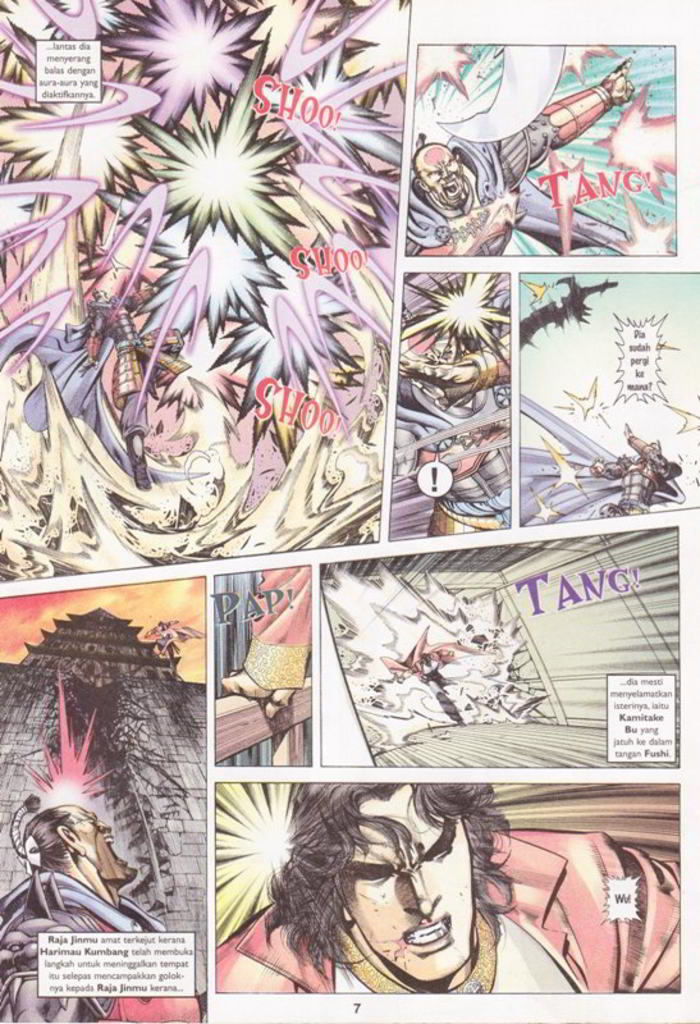 ...lantas dia
menyerang
balas dengan
aura-aura yang
diaktifkannya.
SHOO!
SHOO!
SHOO!
TANG!
!
Dia
sudah
pergi
ke
mana?
Raja Jinmu amat terkejut kerana
Harimau Kumbang telah membuka
langkah untuk meninggalkan tempat
itu selepas mencampakkan golok-
nya kepada Raja Jinmu kerana...
PAP!
TANG!
...dia mesti
menyelamatkan
isterinya, iaitu
Kamitake
Bu yang
jatuh ke dalam
tangan Fushi.
Wu!
7